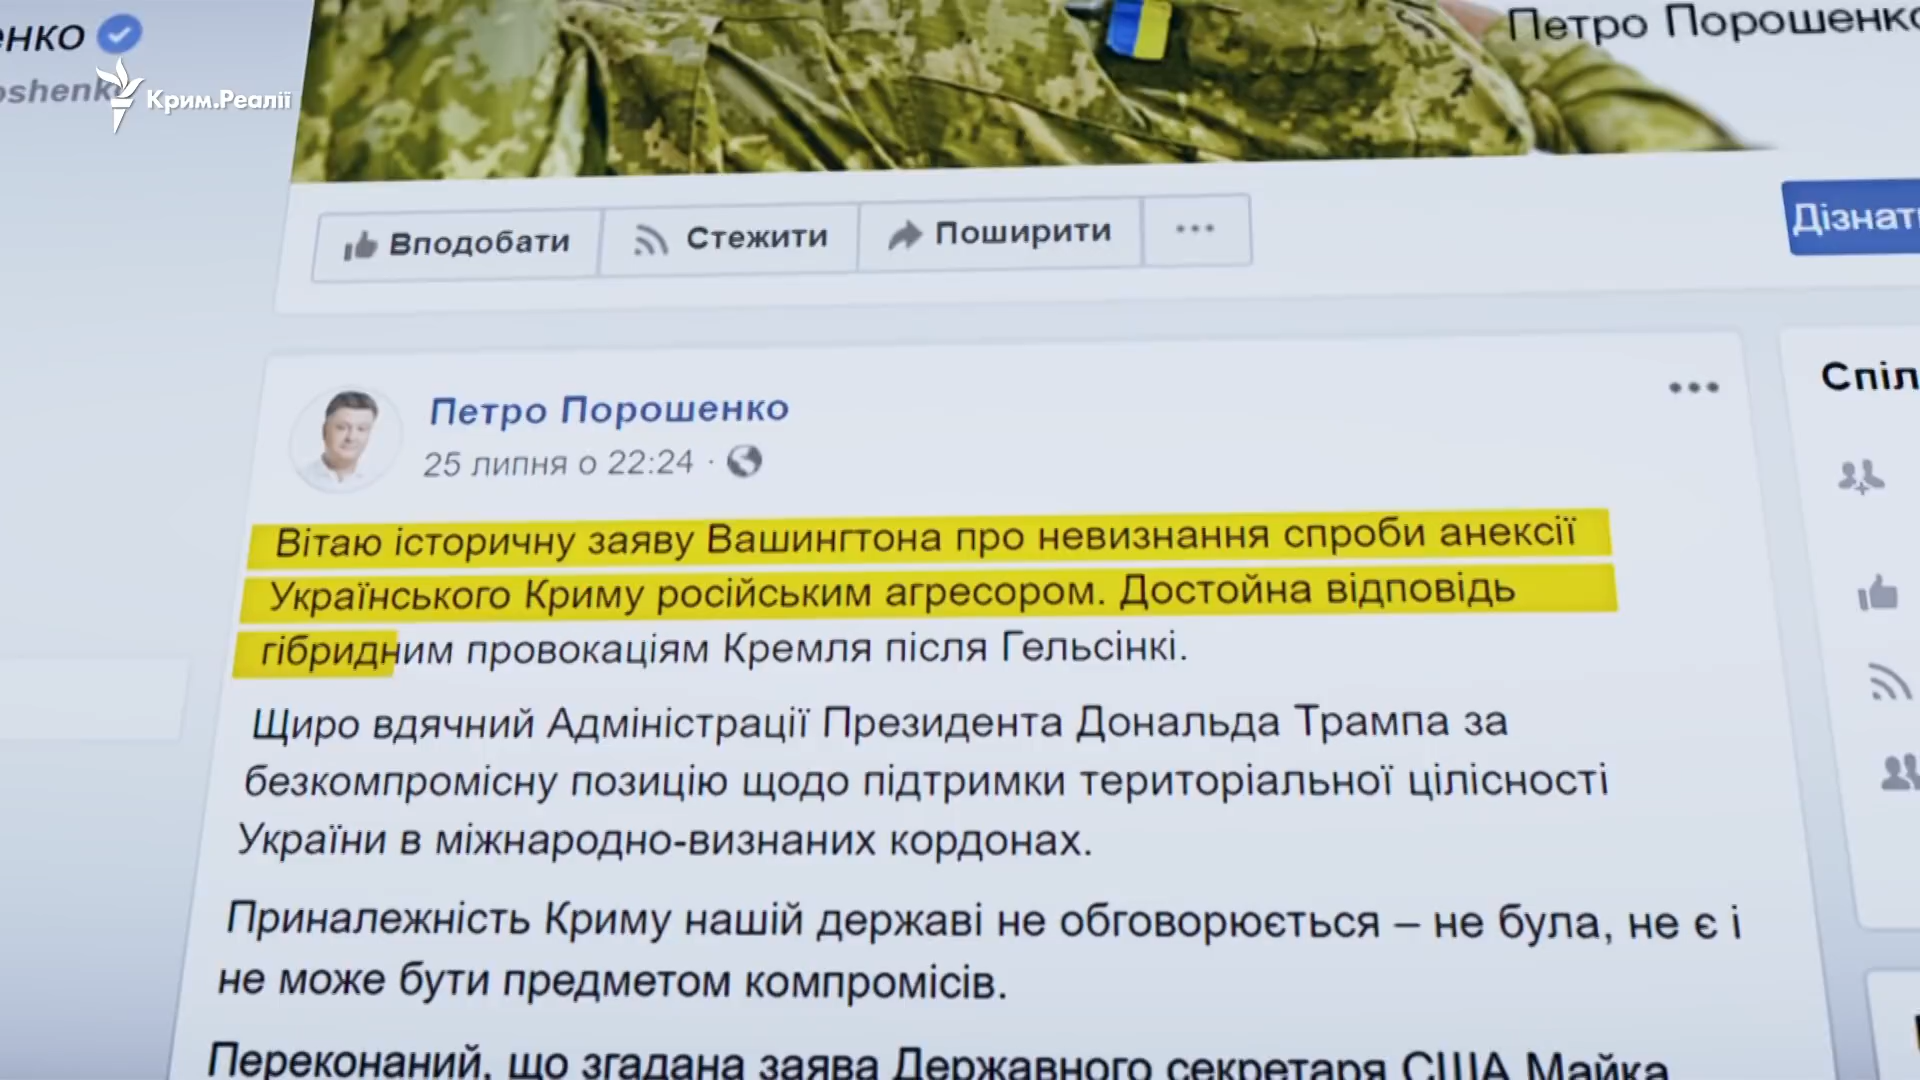 Крим.Реалії
Петро Порошенко
Вподобати
Стежити
Поширити
Петро Порошенко
25 липня о 22:24
Вітаю історичну заяву Вашингтона про невизнання спроби анексії
Українського Криму російським агресором. Достойна відповідь
гібридним провокаціям Кремля після Гельсінкі.
Щиро вдячний Адміністрації Президента Дональда Трампа за
безкомпромісну позицію щодо підтримки територіальної цілісності
України в міжнародно-визнаних кордонах.
Приналежність Криму нашій державі не обговорюється – не була, не є і
не може бути предметом компромісів.
Переконаний, що згадана заява Державного секретаря США Майка